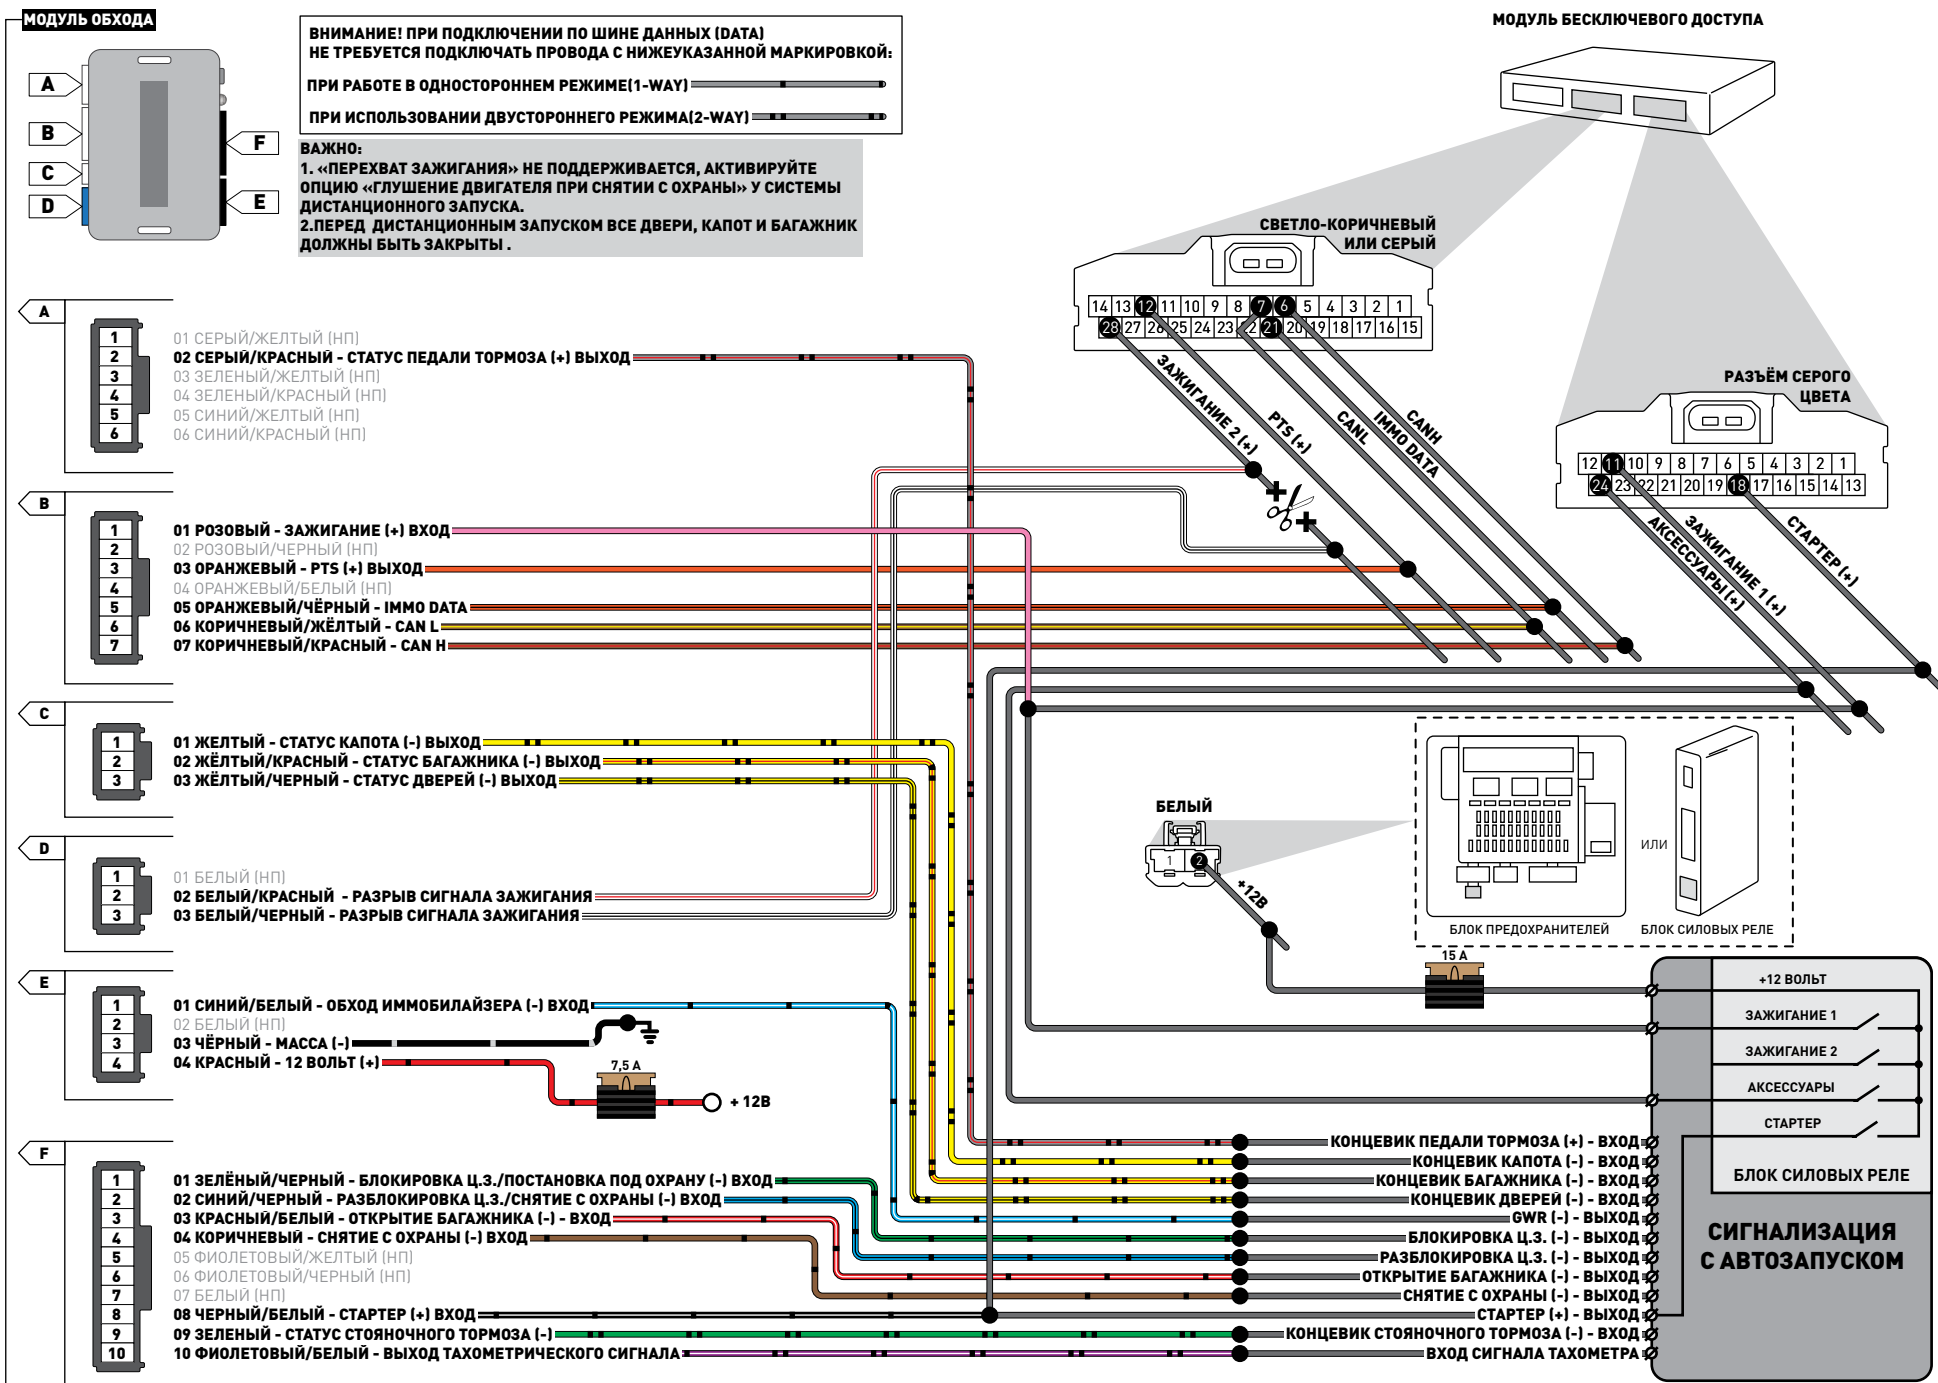 МОДУЛЬ ОБХОДА
A
B
C
D
F
E
ВНИМАНИЕ! ПРИ ПОДКЛЮЧЕНИИ ПО ШИНЕ ДАННЫХ (DATA)
НЕ ТРЕБУЕТСЯ ПОДКЛЮЧАТЬ ПРОВОДА С НИЖЕУКАЗАННОЙ МАРКИРОВКОЙ:
ПРИ РАБОТЕ В ОДНОСТОРОННЕМ РЕЖИМЕ(1-WAY)
ПРИ ИСПОЛЬЗОВАНИИ ДВУСТОРОННЕГО РЕЖИМА(2-WAY)
ВАЖНО:
1. «ПЕРЕХВАТ ЗАЖИГАНИЯ» НЕ ПОДДЕРЖИВАЕТСЯ, АКТИВИРУЙТЕ
ОПЦИЮ «ГЛУШЕНИЕ ДВИГАТЕЛЯ ПРИ СНЯТИИ С ОХРАНЫ» У СИСТЕМЫ
ДИСТАНЦИОННОГО ЗАПУСКА.
2.ПЕРЕД ДИСТАНЦИОННЫМ ЗАПУСКОМ ВСЕ ДВЕРИ, КАПОТ И БАГАЖНИК
ДОЛЖНЫ БЫТЬ ЗАКРЫТЫ .
МОДУЛЬ БЕСКЛЮЧЕВОГО ДОСТУПА
СВЕТЛО-КОРИЧНЕВЫЙ
ИЛИ СЕРЫЙ
14 13 12 11 10 9 8 7 6 5 4 3 2 1
28 27 26 25 24 23 22 21 20 19 18 17 16 15
ЗАЖИГАНИЕ 2 (+)
PTS (+)
CANL
IMMO DATA
CANH
РАЗЪЁМ СЕРОГО
ЦВЕТА
12 11 10 9 8 7 6 5 4 3 2 1
24 23 22 21 20 19 18 17 16 15 14 13
АКСЕССУАРЫ (+)
ЗАЖИГАНИЕ 1 (+)
СТАРТЕР (+)
A
1 01 СЕРЫЙ/ЖЕЛТЫЙ (НП)
2 02 СЕРЫЙ/КРАСНЫЙ - СТАТУС ПЕДАЛИ ТОРМОЗА (+) ВЫХОД
3 03 ЗЕЛЕНЫЙ/ЖЕЛТЫЙ (НП)
4 04 ЗЕЛЕНЫЙ/КРАСНЫЙ (НП)
5 05 СИНИЙ/ЖЕЛТЫЙ (НП)
6 06 СИНИЙ/КРАСНЫЙ (НП)
B
1 01 РОЗОВЫЙ - ЗАЖИГАНИЕ (+) ВХОД
2 02 РОЗОВЫЙ/ЧЕРНЫЙ (НП)
3 03 ОРАНЖЕВЫЙ - PTS (+) ВЫХОД
4 04 ОРАНЖЕВЫЙ/БЕЛЫЙ (НП)
5 05 ОРАНЖЕВЫЙ/ЧЁРНЫЙ - IMMO DATA
6 06 КОРИЧНЕВЫЙ/ЖЁЛТЫЙ - CAN L
7 07 КОРИЧНЕВЫЙ/КРАСНЫЙ - CAN H
C
1 01 ЖЕЛТЫЙ - СТАТУС КАПОТА (-) ВЫХОД
2 02 ЖЁЛТЫЙ/КРАСНЫЙ - СТАТУС БАГАЖНИКА (-) ВЫХОД
3 03 ЖЁЛТЫЙ/ЧЕРНЫЙ - СТАТУС ДВЕРЕЙ (-) ВЫХОД
D
1 01 БЕЛЫЙ (НП)
2 02 БЕЛЫЙ/КРАСНЫЙ - РАЗРЫВ СИГНАЛА ЗАЖИГАНИЯ
3 03 БЕЛЫЙ/ЧЕРНЫЙ - РАЗРЫВ СИГНАЛА ЗАЖИГАНИЯ
E
1 01 СИНИЙ/БЕЛЫЙ - ОБХОД ИММОБИЛАЙЗЕРА (-) ВХОД
2 02 БЕЛЫЙ (НП)
3 03 ЧЁРНЫЙ - МАССА (-)
4 04 КРАСНЫЙ - 12 ВОЛЬТ (+)
7,5 А
+ 12В
F
1 01 ЗЕЛЁНЫЙ/ЧЕРНЫЙ - БЛОКИРОВКА Ц.З./ПОСТАНОВКА ПОД ОХРАНУ (-) ВХОД
2 02 СИНИЙ/ЧЕРНЫЙ - РАЗБЛОКИРОВКА Ц.З./СНЯТИЕ С ОХРАНЫ (-) ВХОД
3 03 КРАСНЫЙ/БЕЛЫЙ - ОТКРЫТИЕ БАГАЖНИКА (-) - ВХОД
4 04 КОРИЧНЕВЫЙ - СНЯТИЕ С ОХРАНЫ (-) ВХОД
5 05 ФИОЛЕТОВЫЙ/ЖЕЛТЫЙ (НП)
6 06 ФИОЛЕТОВЫЙ/ЧЕРНЫЙ (НП)
7 07 БЕЛЫЙ (НП)
8 08 ЧЕРНЫЙ/БЕЛЫЙ - СТАРТЕР (+) ВХОД
9 09 ЗЕЛЕНЫЙ - СТАТУС СТОЯНОЧНОГО ТОРМОЗА (-)
10 10 ФИОЛЕТОВЫЙ/БЕЛЫЙ - ВЫХОД ТАХОМЕТРИЧЕСКОГО СИГНАЛА
БЕЛЫЙ
1 2
+12В
ИЛИ
БЛОК ПРЕДОХРАНИТЕЛЕЙ
БЛОК СИЛОВЫХ РЕЛЕ
15 А
+12 ВОЛЬТ
ЗАЖИГАНИЕ 1
ЗАЖИГАНИЕ 2
АКСЕССУАРЫ
СТАРТЕР
БЛОК СИЛОВЫХ РЕЛЕ
СИГНАЛИЗАЦИЯ
С АВТОЗАПУСКОМ
КОНЦЕВИК ПЕДАЛИ ТОРМОЗА (+) - ВХОД
КОНЦЕВИК КАПОТА (-) - ВХОД
КОНЦЕВИК БАГАЖНИКА (-) - ВХОД
КОНЦЕВИК ДВЕРЕЙ (-) - ВХОД
GWR (-) - ВЫХОД
БЛОКИРОВКА Ц.З. (-) - ВЫХОД
РАЗБЛОКИРОВКА Ц.З. (-) - ВЫХОД
ОТКРЫТИЕ БАГАЖНИКА (-) - ВЫХОД
СНЯТИЕ С ОХРАНЫ (-) - ВЫХОД
СТАРТЕР (+) - ВЫХОД
КОНЦЕВИК СТОЯНОЧНОГО ТОРМОЗА (-) - ВХОД
ВХОД СИГНАЛА ТАХОМЕТРА